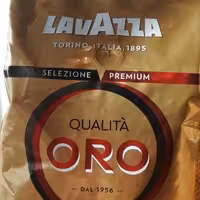 LAVAZZA
TORINO, ITALIA, 1895
SELEZIONE PREMIUM
QUALITÀ
ORO
DAL 1956